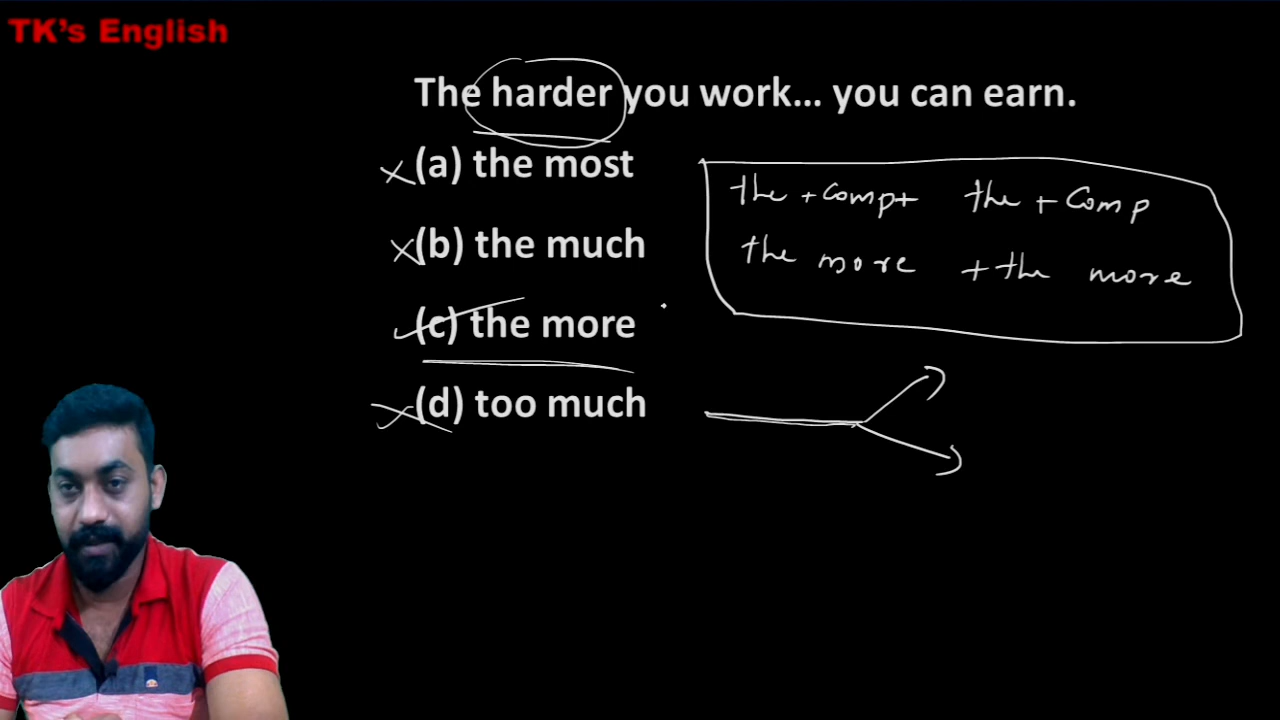 TK's English
The harder you work... you can earn.
(a) the most
(b) the much
(c) the more
(d) too much
the + Comp+ the + Comp
the more + the more